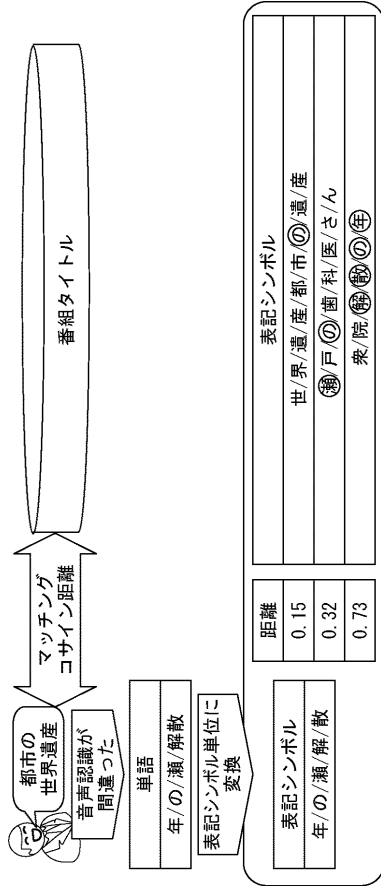 都市の
世界遺産
マッチング
コサイン距離
番組タイトル
音声認識が
間違った
単語
年/の/瀬/解散
表記シンボル単位に
変換
表記シンボル
年/の/瀬/解/散
距離
0.15
0.32
0.73
表記シンボル
世/界/遺/産/都/市/の/遺/産
瀬/戸/の/歯/科/医/さ/ん
衆/院/解/散/の/年